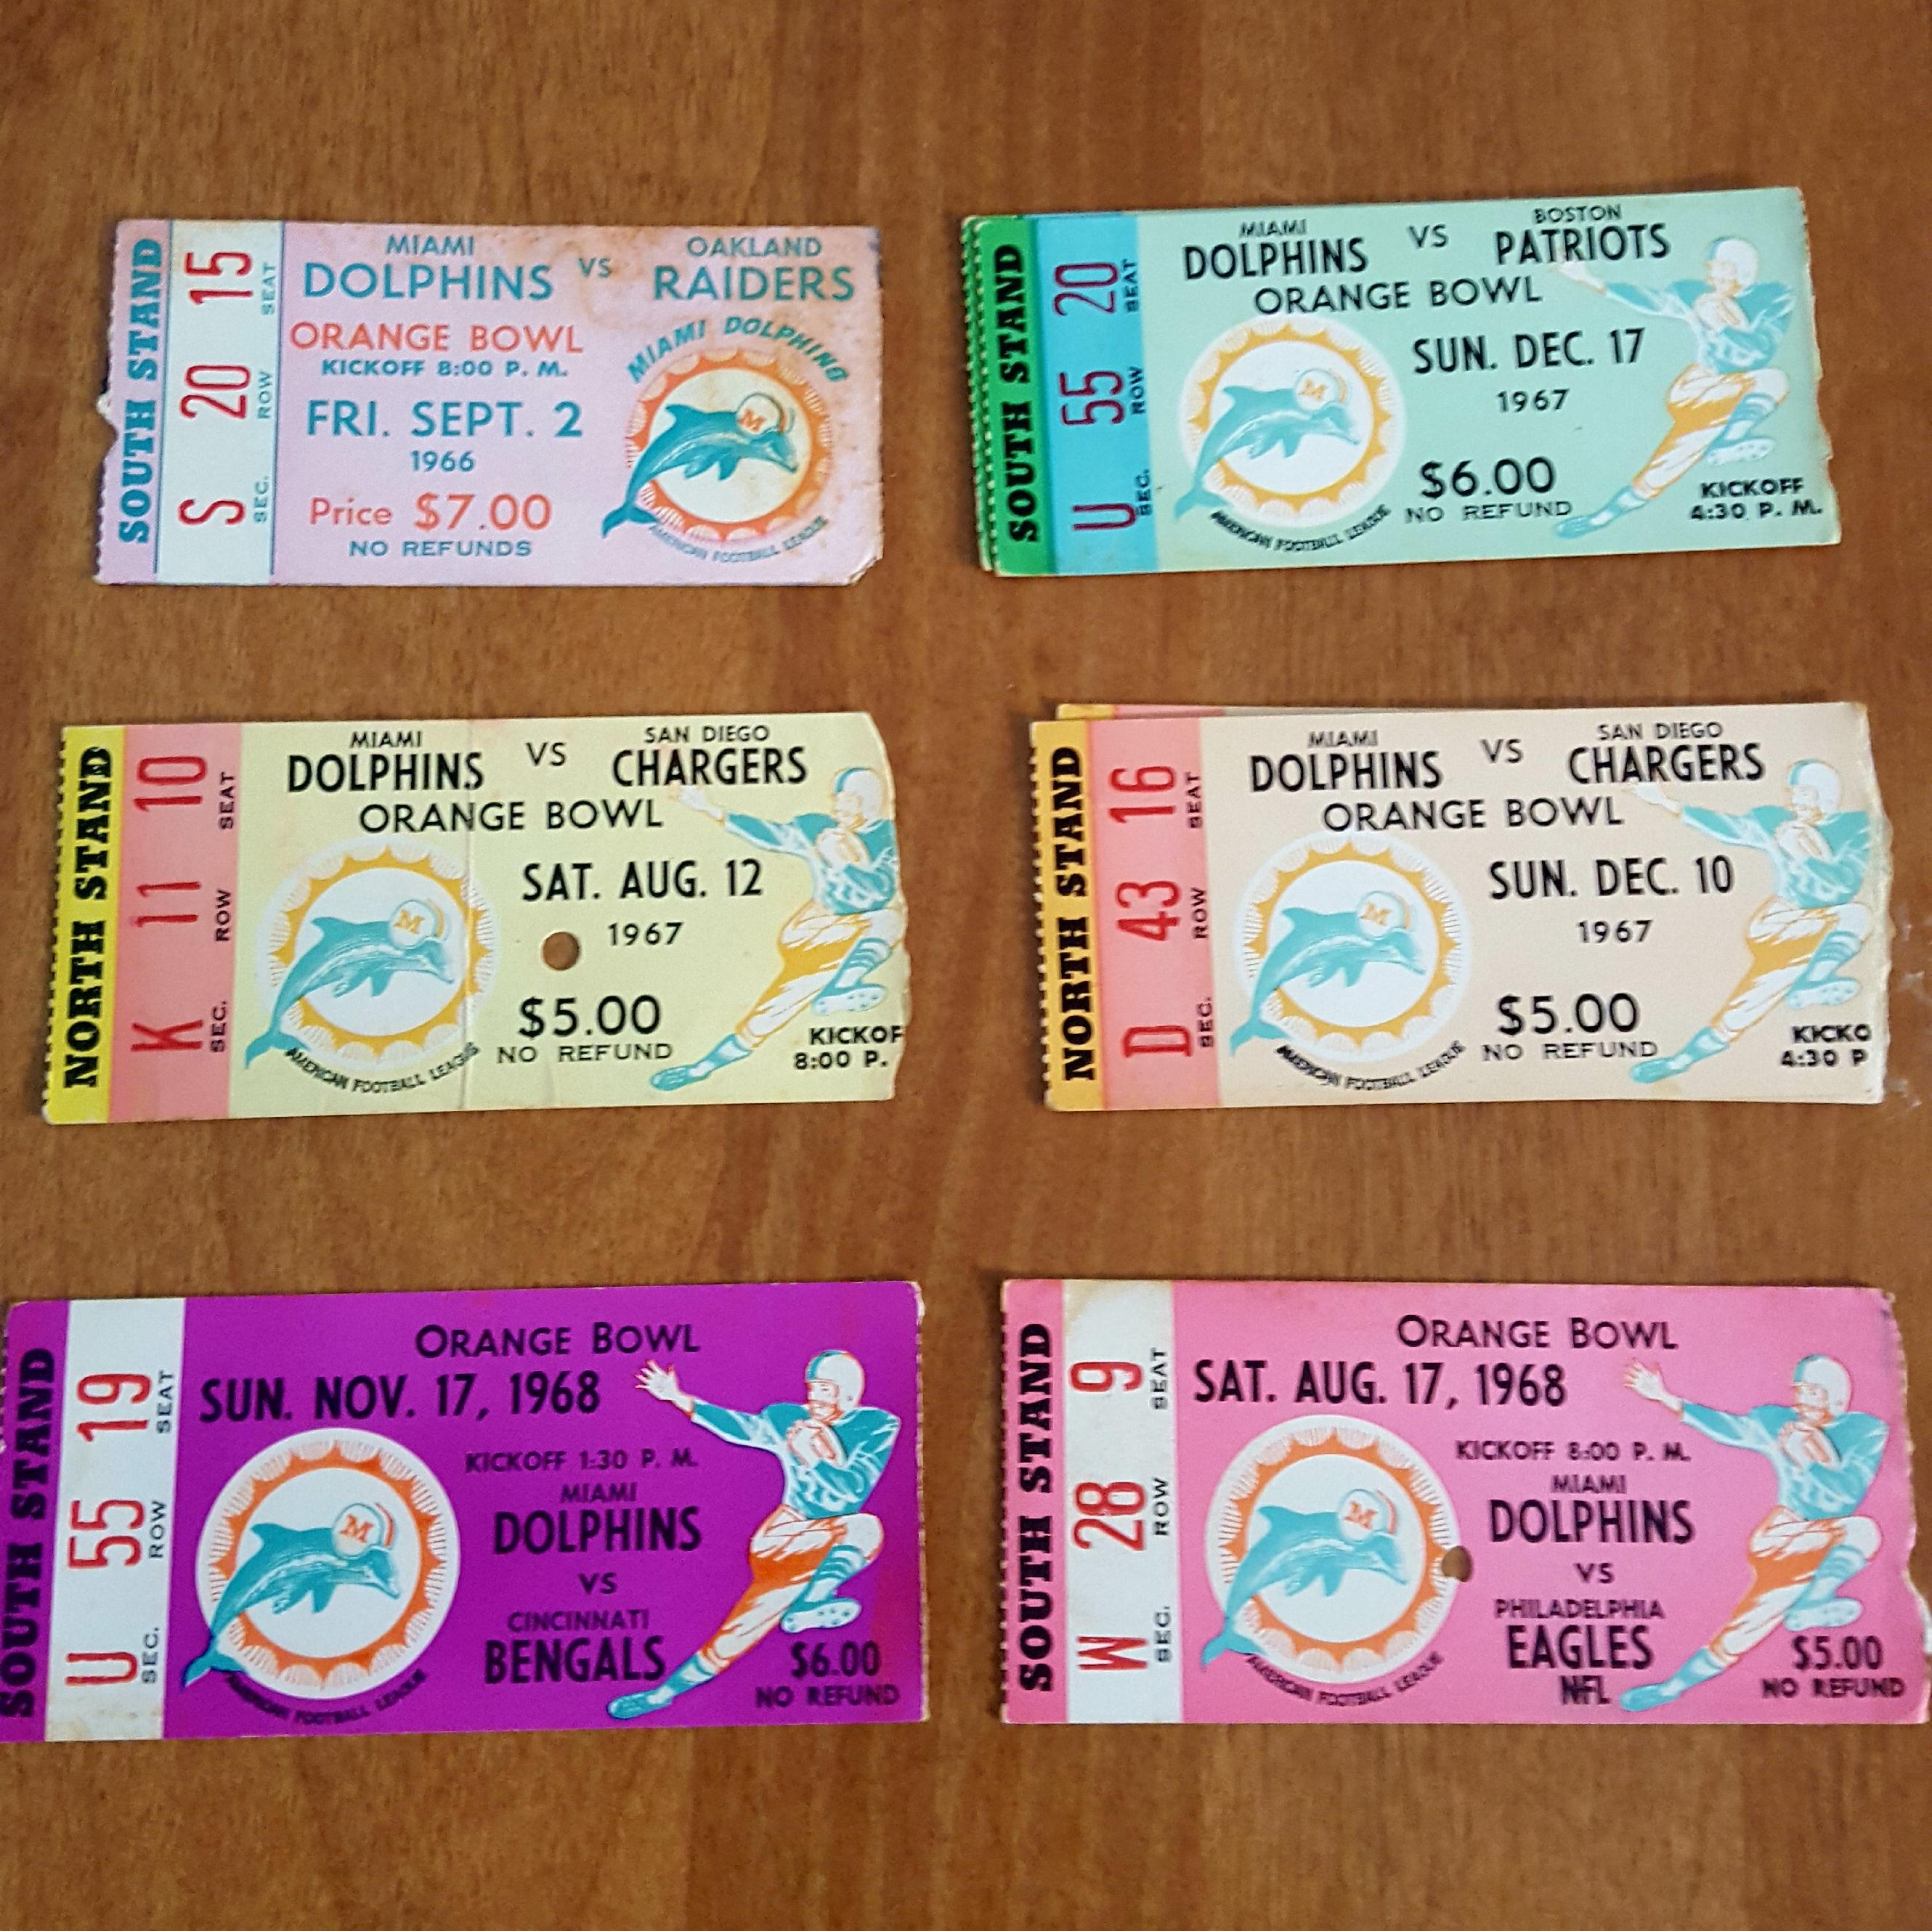 SOUTH STAND
S 20 15
SEC. ROW SEAT
MIAMI OAKLAND
DOLPHINS VS RAIDERS
ORANGE BOWL
KICKOFF 8:00 P. M.
FRI. SEPT. 2
1966
Price $7.00
NO REFUNDS
MIAMI DOLPHINS
M
AMERICAN FOOTBALL LEAGUE
SOUTH STAND
U 55 20
SEC. ROW SEAT
MIAMI BOSTON
DOLPHINS VS PATRIOTS
ORANGE BOWL
SUN. DEC. 17
1967
$6.00
NO REFUND
M
AMERICAN FOOTBALL LEAGUE
KICKOFF
4:30 P. M.
NORTH STAND
K 11 10
SEC. ROW SEAT
MIAMI SAN DIEGO
DOLPHINS VS CHARGERS
ORANGE BOWL
SAT. AUG. 12
1967
$5.00
NO REFUND
M
AMERICAN FOOTBALL LEAGUE
KICKOF
8:00 P.
NORTH STAND
D 43 16
SEC. ROW SEAT
MIAMI SAN DIEGO
DOLPHINS VS CHARGERS
ORANGE BOWL
SUN. DEC. 10
1967
$5.00
NO REFUND
M
AMERICAN FOOTBALL LEAGUE
KICKO
4:30 P
SOUTH STAND
U 55 19
SEC. ROW SEAT
ORANGE BOWL
SUN. NOV. 17, 1968
KICKOFF 1:30 P. M.
MIAMI
DOLPHINS
VS
CINCINNATI
BENGALS
$6.00
NO REFUND
M
AMERICAN FOOTBALL LEAGUE
SOUTH STAND
W 28 9
SEC. ROW SEAT
ORANGE BOWL
SAT. AUG. 17, 1968
KICKOFF 8:00 P. M.
MIAMI
DOLPHINS
VS
PHILADELPHIA
EAGLES
NFL
$5.00
NO REFUND
M
AMERICAN FOOTBALL LEAGUE